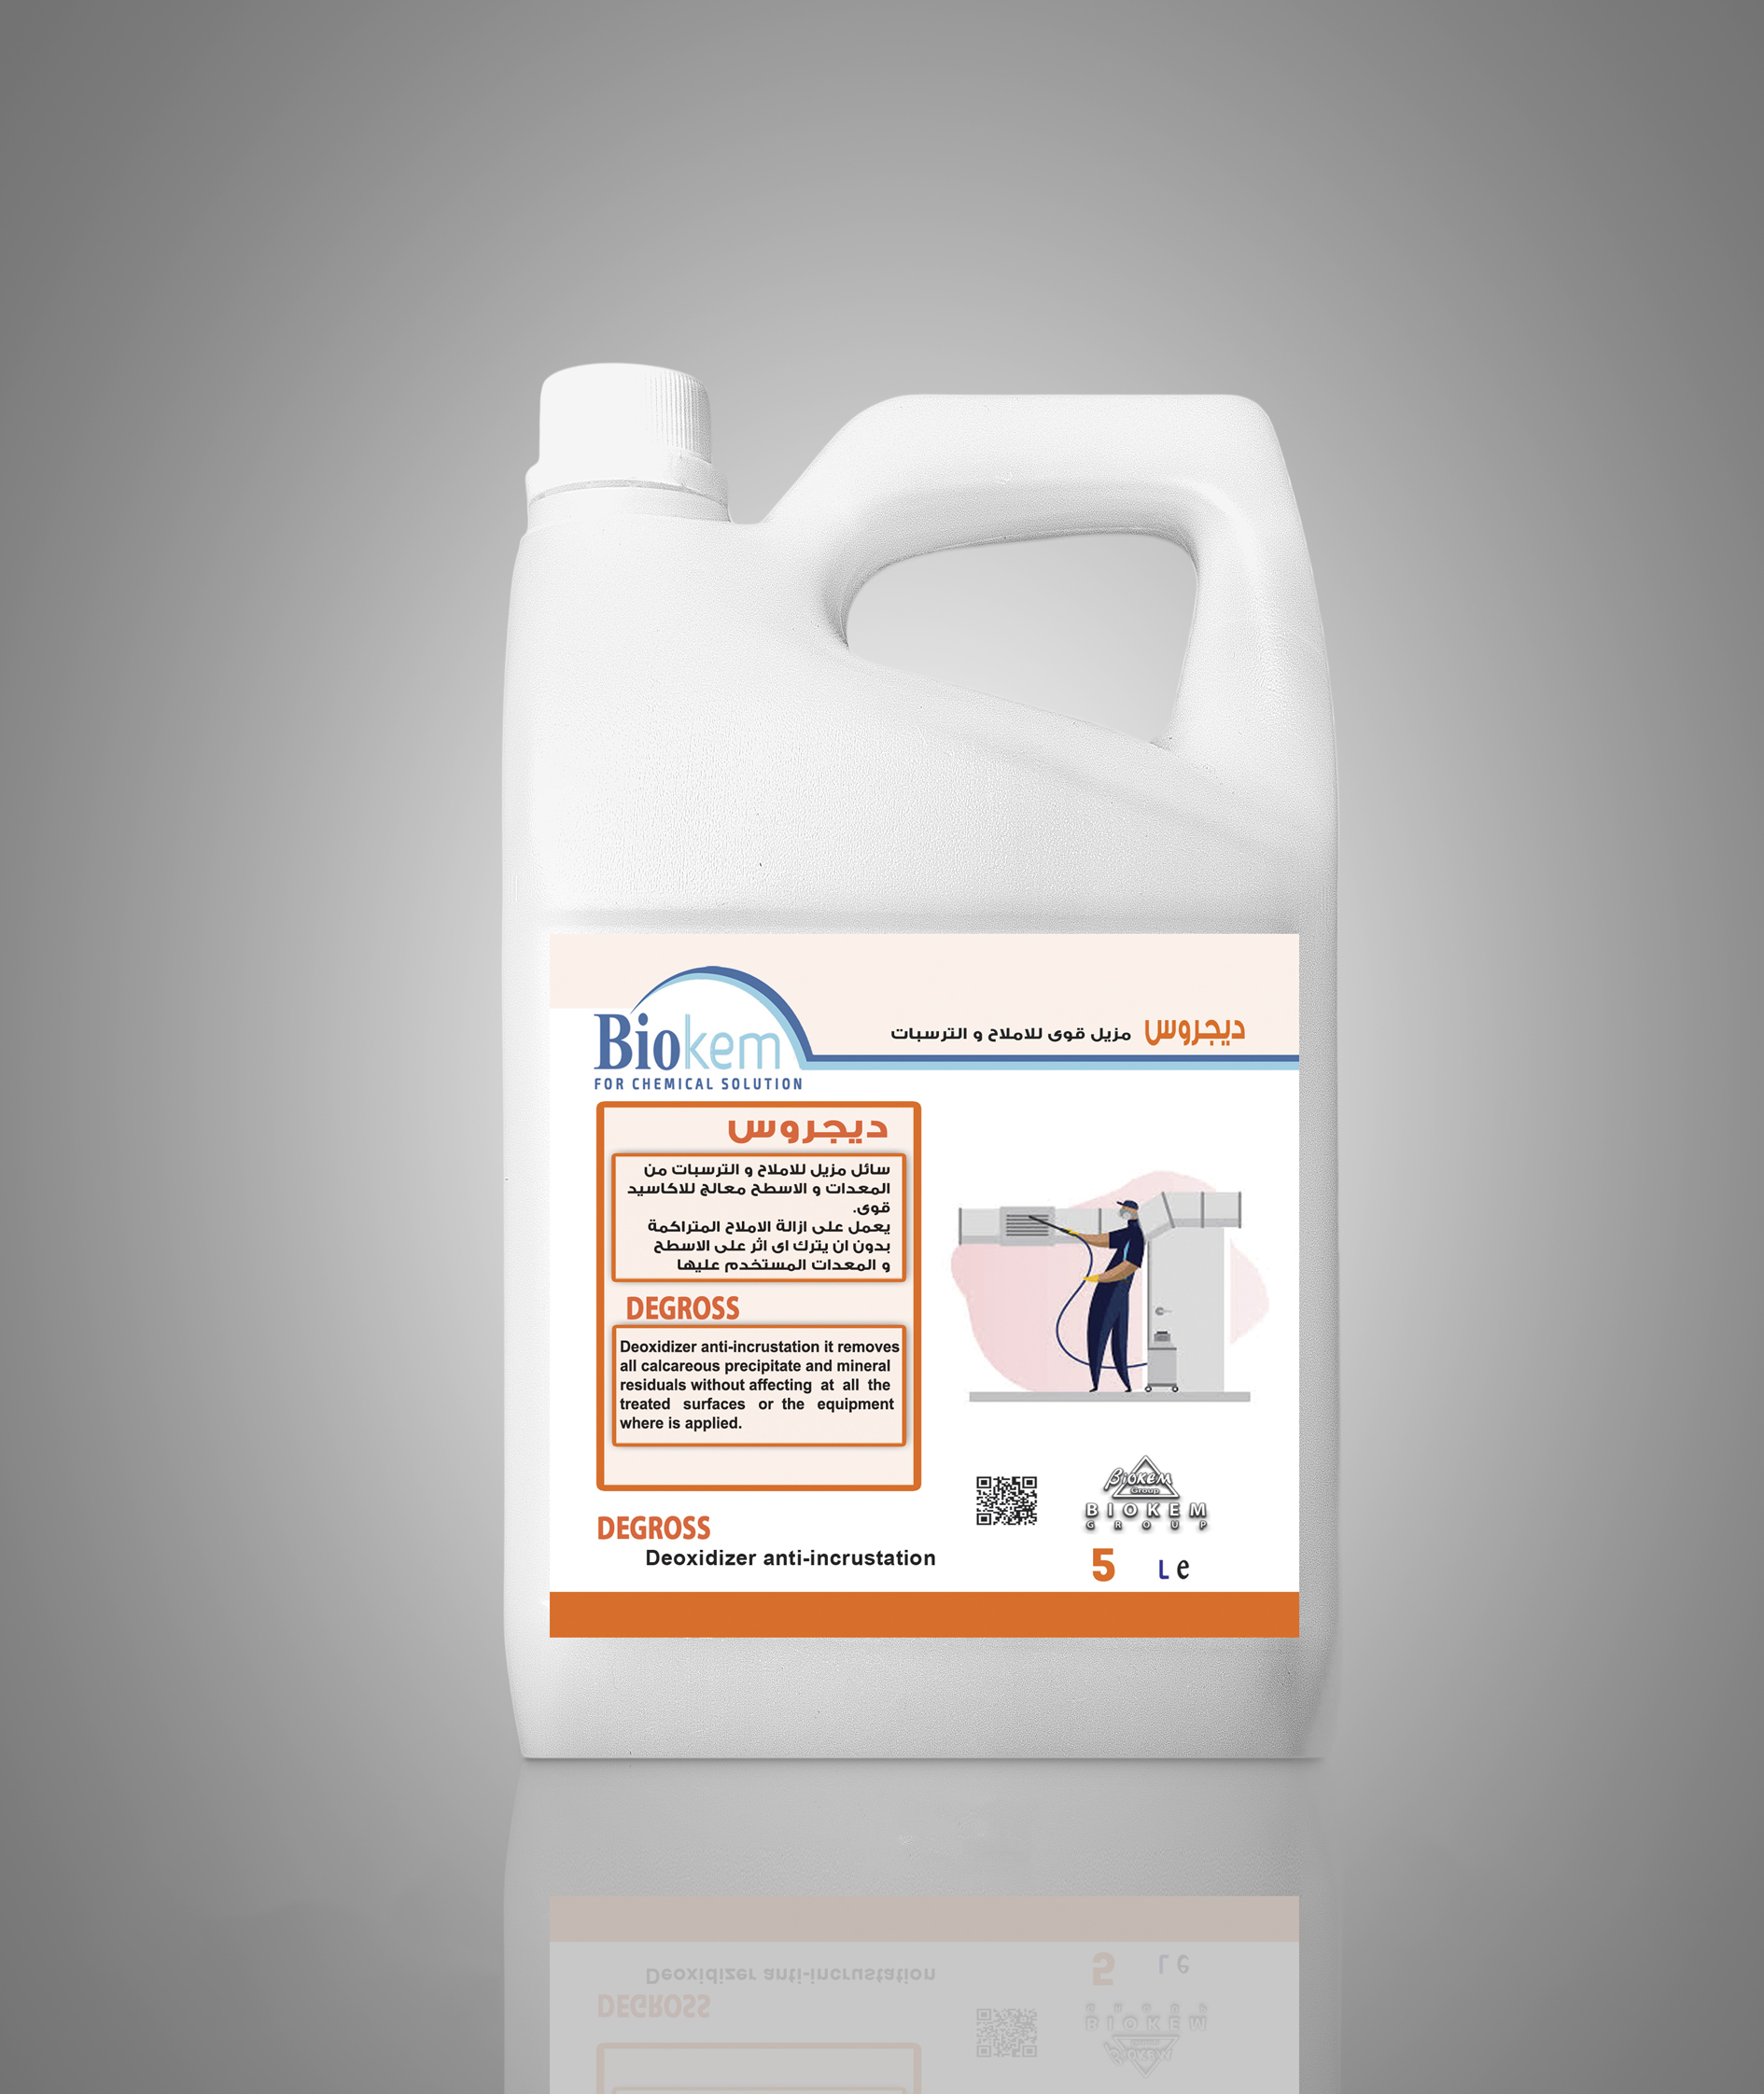 Biokem
FOR CHEMICAL SOLUTION
ديجروس مزيل قوى للاملاح و الترسبات
ديجروس
سائل مزيل للاملاح و الترسبات من
المعدات و الاسطح معالج للاكاسيد
قوى.
يعمل على ازالة الاملاح المتراكمة
بدون ان يترك اى اثر على الاسطح
و المعدات المستخدم عليها
DEGROSS
Deoxidizer anti-incrustation it removes
all calcareous precipitate and mineral
residuals without affecting at all the
treated surfaces or the equipment
where is applied.
BIOKEM
Group
BIOKEM
GROUP
DEGROSS
Deoxidizer anti-incrustation
5 L e